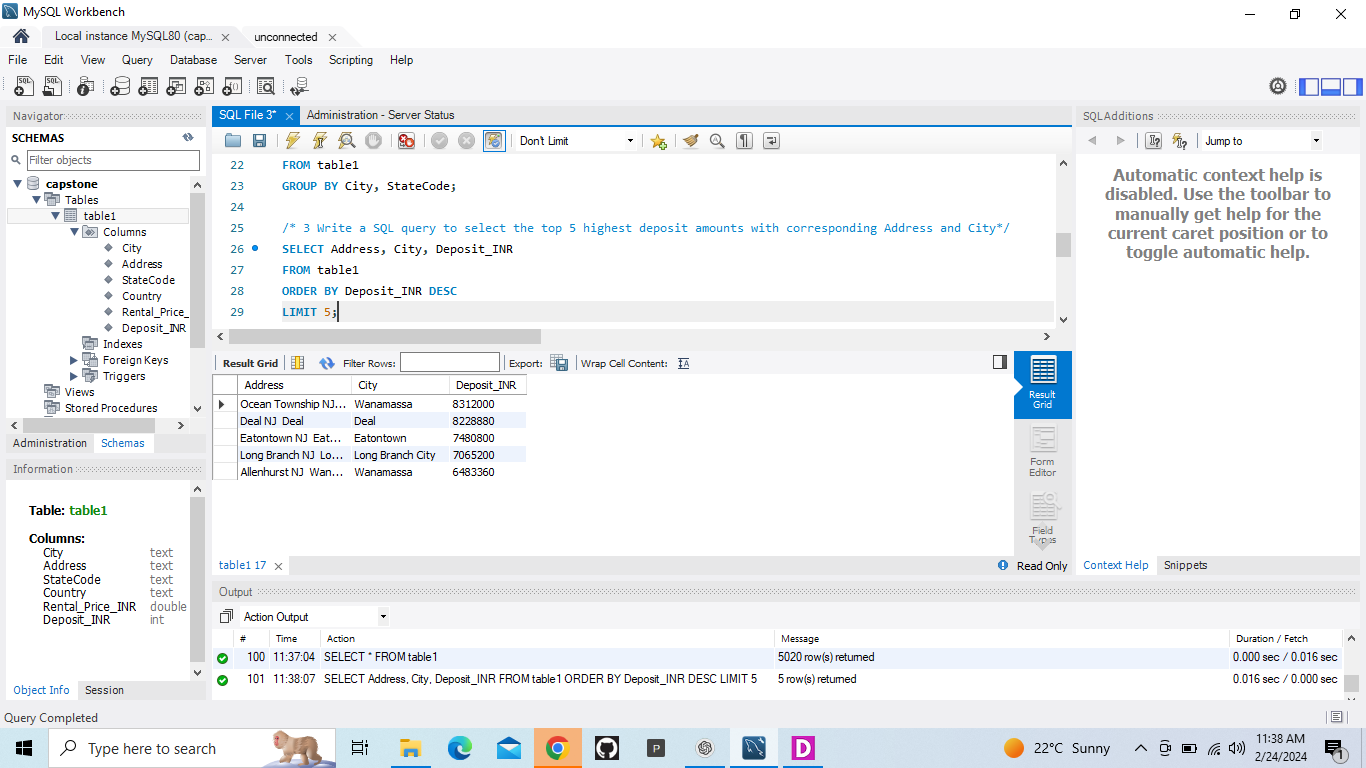 MySQL Workbench
Local instance MySQL80 (cap...
unconnected
File Edit View Query Database Server Tools Scripting Help
Navigator
SCHEMAS
Filter objects
capstone
Tables
table1
Columns
City
Address
StateCode
Country
Rental_Price_
Deposit_INR
Indexes
Foreign Keys
Triggers
Views
Stored Procedures
Administration Schemas
Information
Table: table1
Columns:
City text
Address text
StateCode text
Country text
Rental_Price_INR double
Deposit_INR int
Object Info Session
SQL File 3* Administration - Server Status
Don't Limit
22 FROM table1
23 GROUP BY City, StateCode;
24
25 /* 3 Write a SQL query to select the top 5 highest deposit amounts with corresponding Address and City*/
26 SELECT Address, City, Deposit_INR
27 FROM table1
28 ORDER BY Deposit_INR DESC
29 LIMIT 5;
Result Grid Filter Rows: Export: Wrap Cell Content:
Address City Deposit_INR
Ocean Township NJ... Wanamassa 8312000
Deal NJ Deal Deal 8228880
Eatontown NJ Eat... Eatontown 7480800
Long Branch NJ Lo... Long Branch City 7065200
Allenhurst NJ Wan... Wanamassa 6483360
Result
Grid
Form
Editor
Field
Types
table1 17
Read Only
SQLAdditions
Jump to
Automatic context help is
disabled. Use the toolbar to
manually get help for the
current caret position or to
toggle automatic help.
Context Help Snippets
Output
Action Output
# Time Action Message Duration / Fetch
100 11:37:04 SELECT * FROM table1 5020 row(s) returned 0.000 sec / 0.016 sec
101 11:38:07 SELECT Address, City, Deposit_INR FROM table1 ORDER BY Deposit_INR DESC LIMIT 5 5 row(s) returned 0.016 sec / 0.000 sec
Query Completed
Type here to search
22°C Sunny
11:38 AM
2/24/2024
1